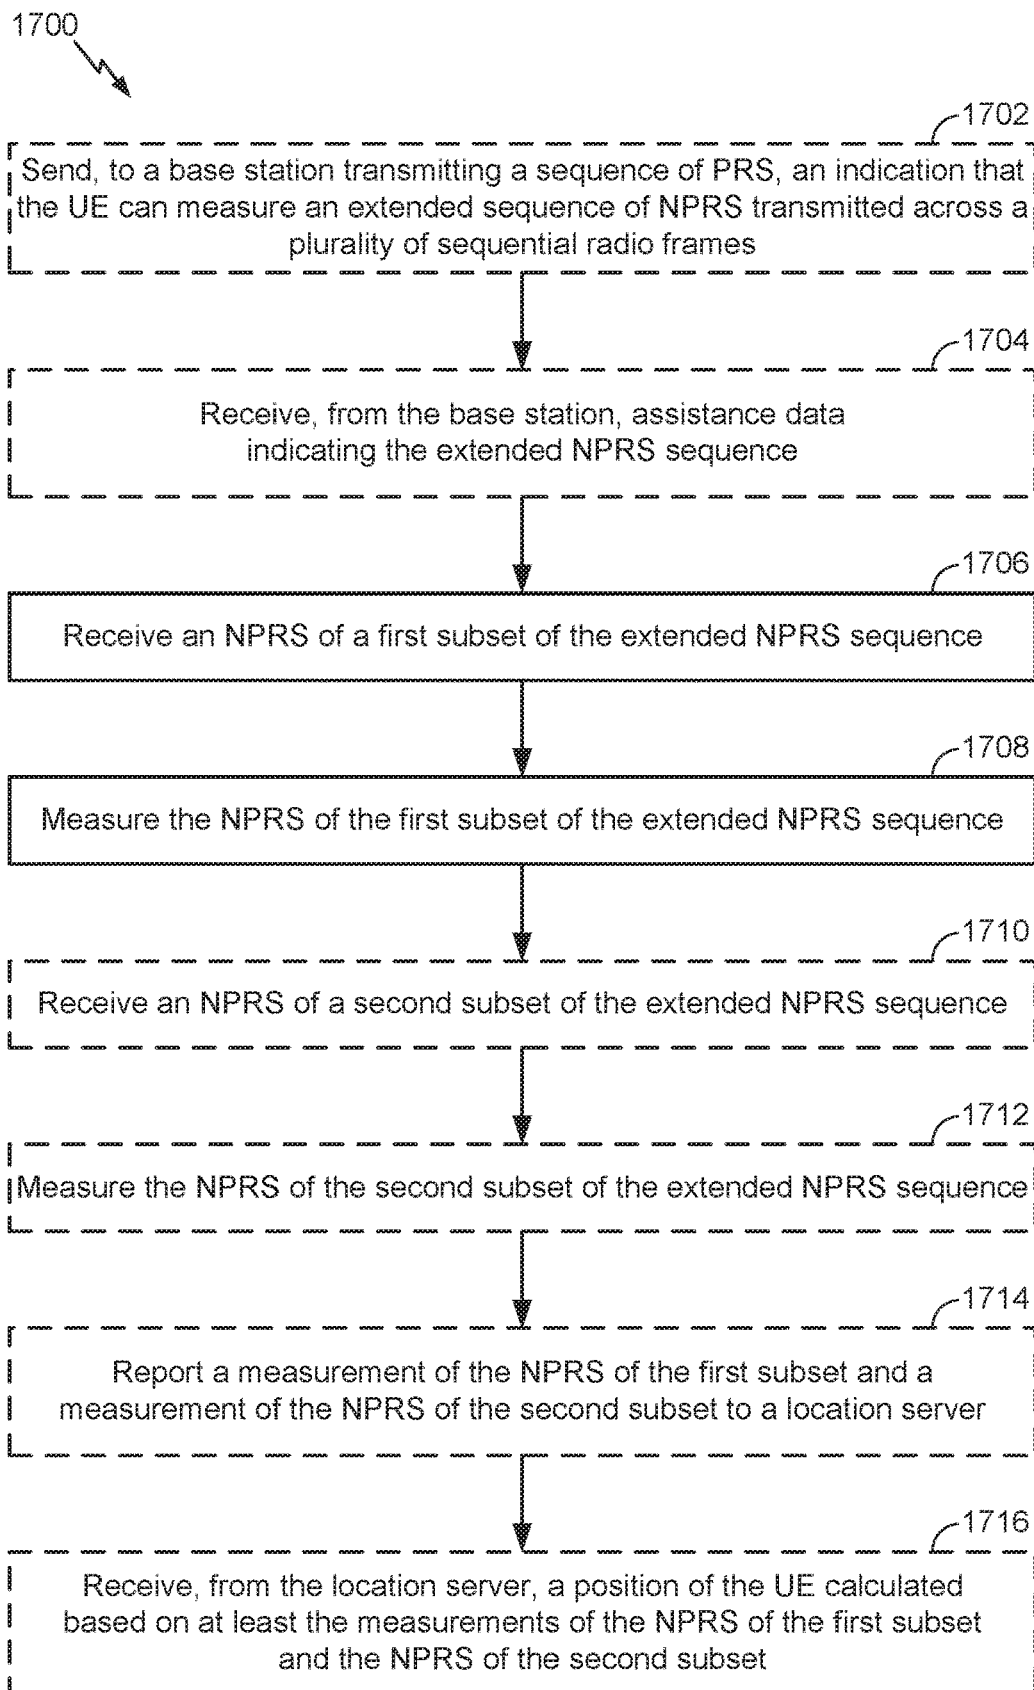 1700
1702
Send, to a base station transmitting a sequence of PRS, an indication that
the UE can measure an extended sequence of NPRS transmitted across a
plurality of sequential radio frames
1704
Receive, from the base station, assistance data
indicating the extended NPRS sequence
1706
Receive an NPRS of a first subset of the extended NPRS sequence
1708
Measure the NPRS of the first subset of the extended NPRS sequence
1710
Receive an NPRS of a second subset of the extended NPRS sequence
1712
Measure the NPRS of the second subset of the extended NPRS sequence
1714
Report a measurement of the NPRS of the first subset and a
measurement of the NPRS of the second subset to a location server
1716
Receive, from the location server, a position of the UE calculated
based on at least the measurements of the NPRS of the first subset
and the NPRS of the second subset